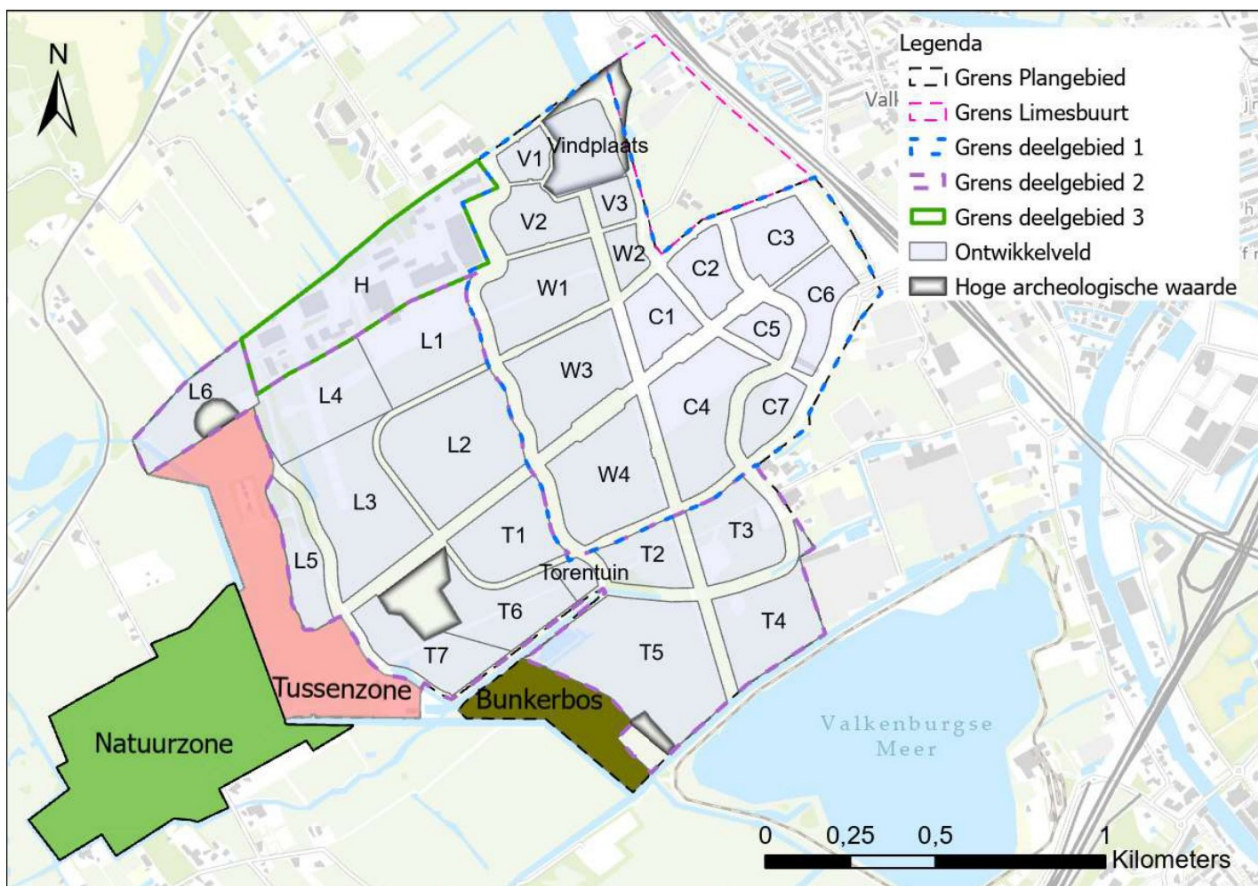 N
Legenda
Grens Plangebied
Grens Limesbuurt
Grens deelgebied 1
Grens deelgebied 2
Grens deelgebied 3
Ontwikkelveld
Hoge archeologische waarde
Valk
Vindplaats
V1
V2
V3
W2
C3
C2
H
W1
C6
C1
C5
L1
W3
L6
L4
C4
C7
L2
W4
L3
T1
T3
T2
L5
Torentuin
T6
T4
T7
T5
Tussenzone
Bunkerbos
Natuurzone
Valkenburgse
Meer
0 0,25 0,5 1
Kilometers